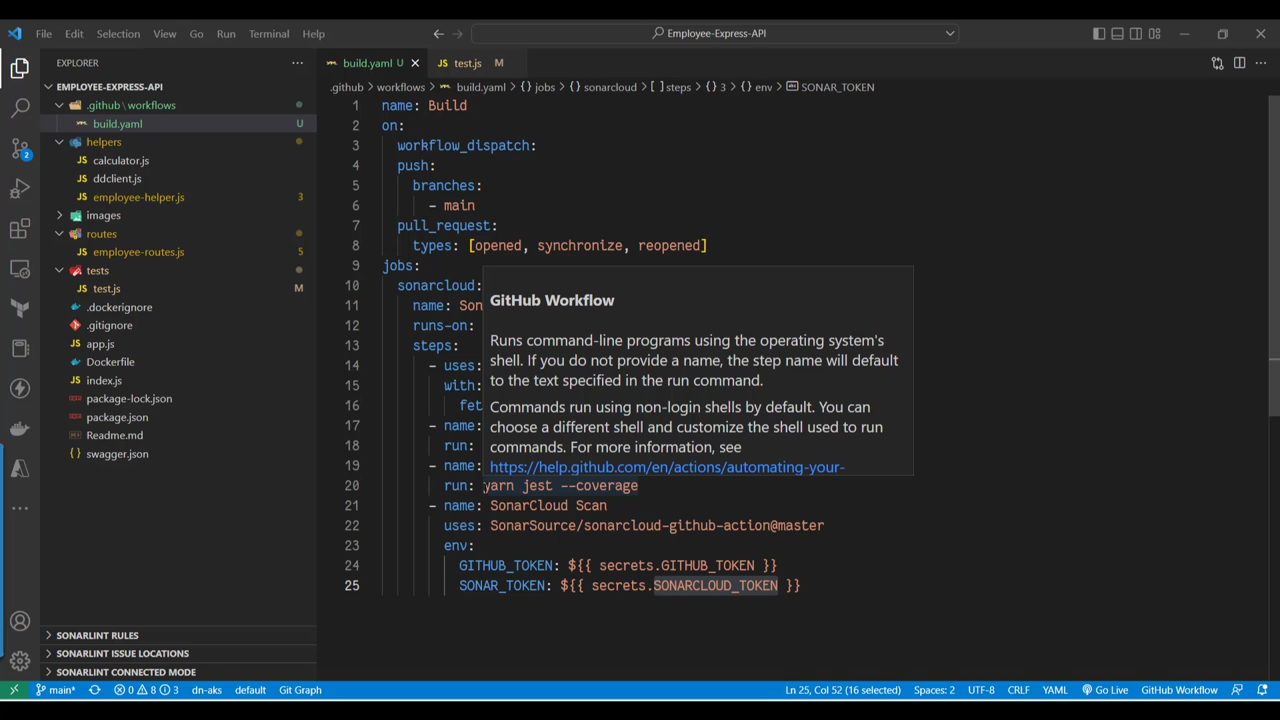 File Edit Selection View Go Run Terminal Help
Employee-Express-API
EXPLORER
EMPLOYEE-EXPRESS-API
.github \ workflows
build.yaml U
helpers
JS calculator.js
JS ddclient.js
JS employee-helper.js 3
images
routes
JS employee-routes.js 5
tests
JS test.js M
.dockerignore
.gitignore
JS app.js
Dockerfile
JS index.js
package-lock.json
package.json
Readme.md
{} swagger.json
SONARLINT RULES
SONARLINT ISSUE LOCATIONS
SONARLINT CONNECTED MODE
2
build.yaml U
JS test.js M
.github > workflows > build.yaml > {} jobs > {} sonarcloud > [ ] steps > {} 3 > {} env > SONAR_TOKEN
1 name: Build
2 on:
3 workflow_dispatch:
4 push:
5 branches:
6 - main
7 pull_request:
8 types: [opened, synchronize, reopened]
9 jobs:
10 sonarcloud:
11 name: Son
12 runs-on:
13 steps:
14 - uses:
15 with:
16 fet
17 - name:
18 run:
19 - name:
20 run: yarn jest --coverage
21 - name: SonarCloud Scan
22 uses: SonarSource/sonarcloud-github-action@master
23 env:
24 GITHUB_TOKEN: ${{ secrets.GITHUB_TOKEN }}
25 SONAR_TOKEN: ${{ secrets.SONARCLOUD_TOKEN }}
GitHub Workflow
Runs command-line programs using the operating system's
shell. If you do not provide a name, the step name will default
to the text specified in the run command.
Commands run using non-login shells by default. You can
choose a different shell and customize the shell used to run
commands. For more information, see
https://help.github.com/en/actions/automating-your-
main* 0 8 3 dn-aks default Git Graph
Ln 25, Col 52 (16 selected) Spaces: 2 UTF-8 CRLF YAML Go Live GitHub Workflow